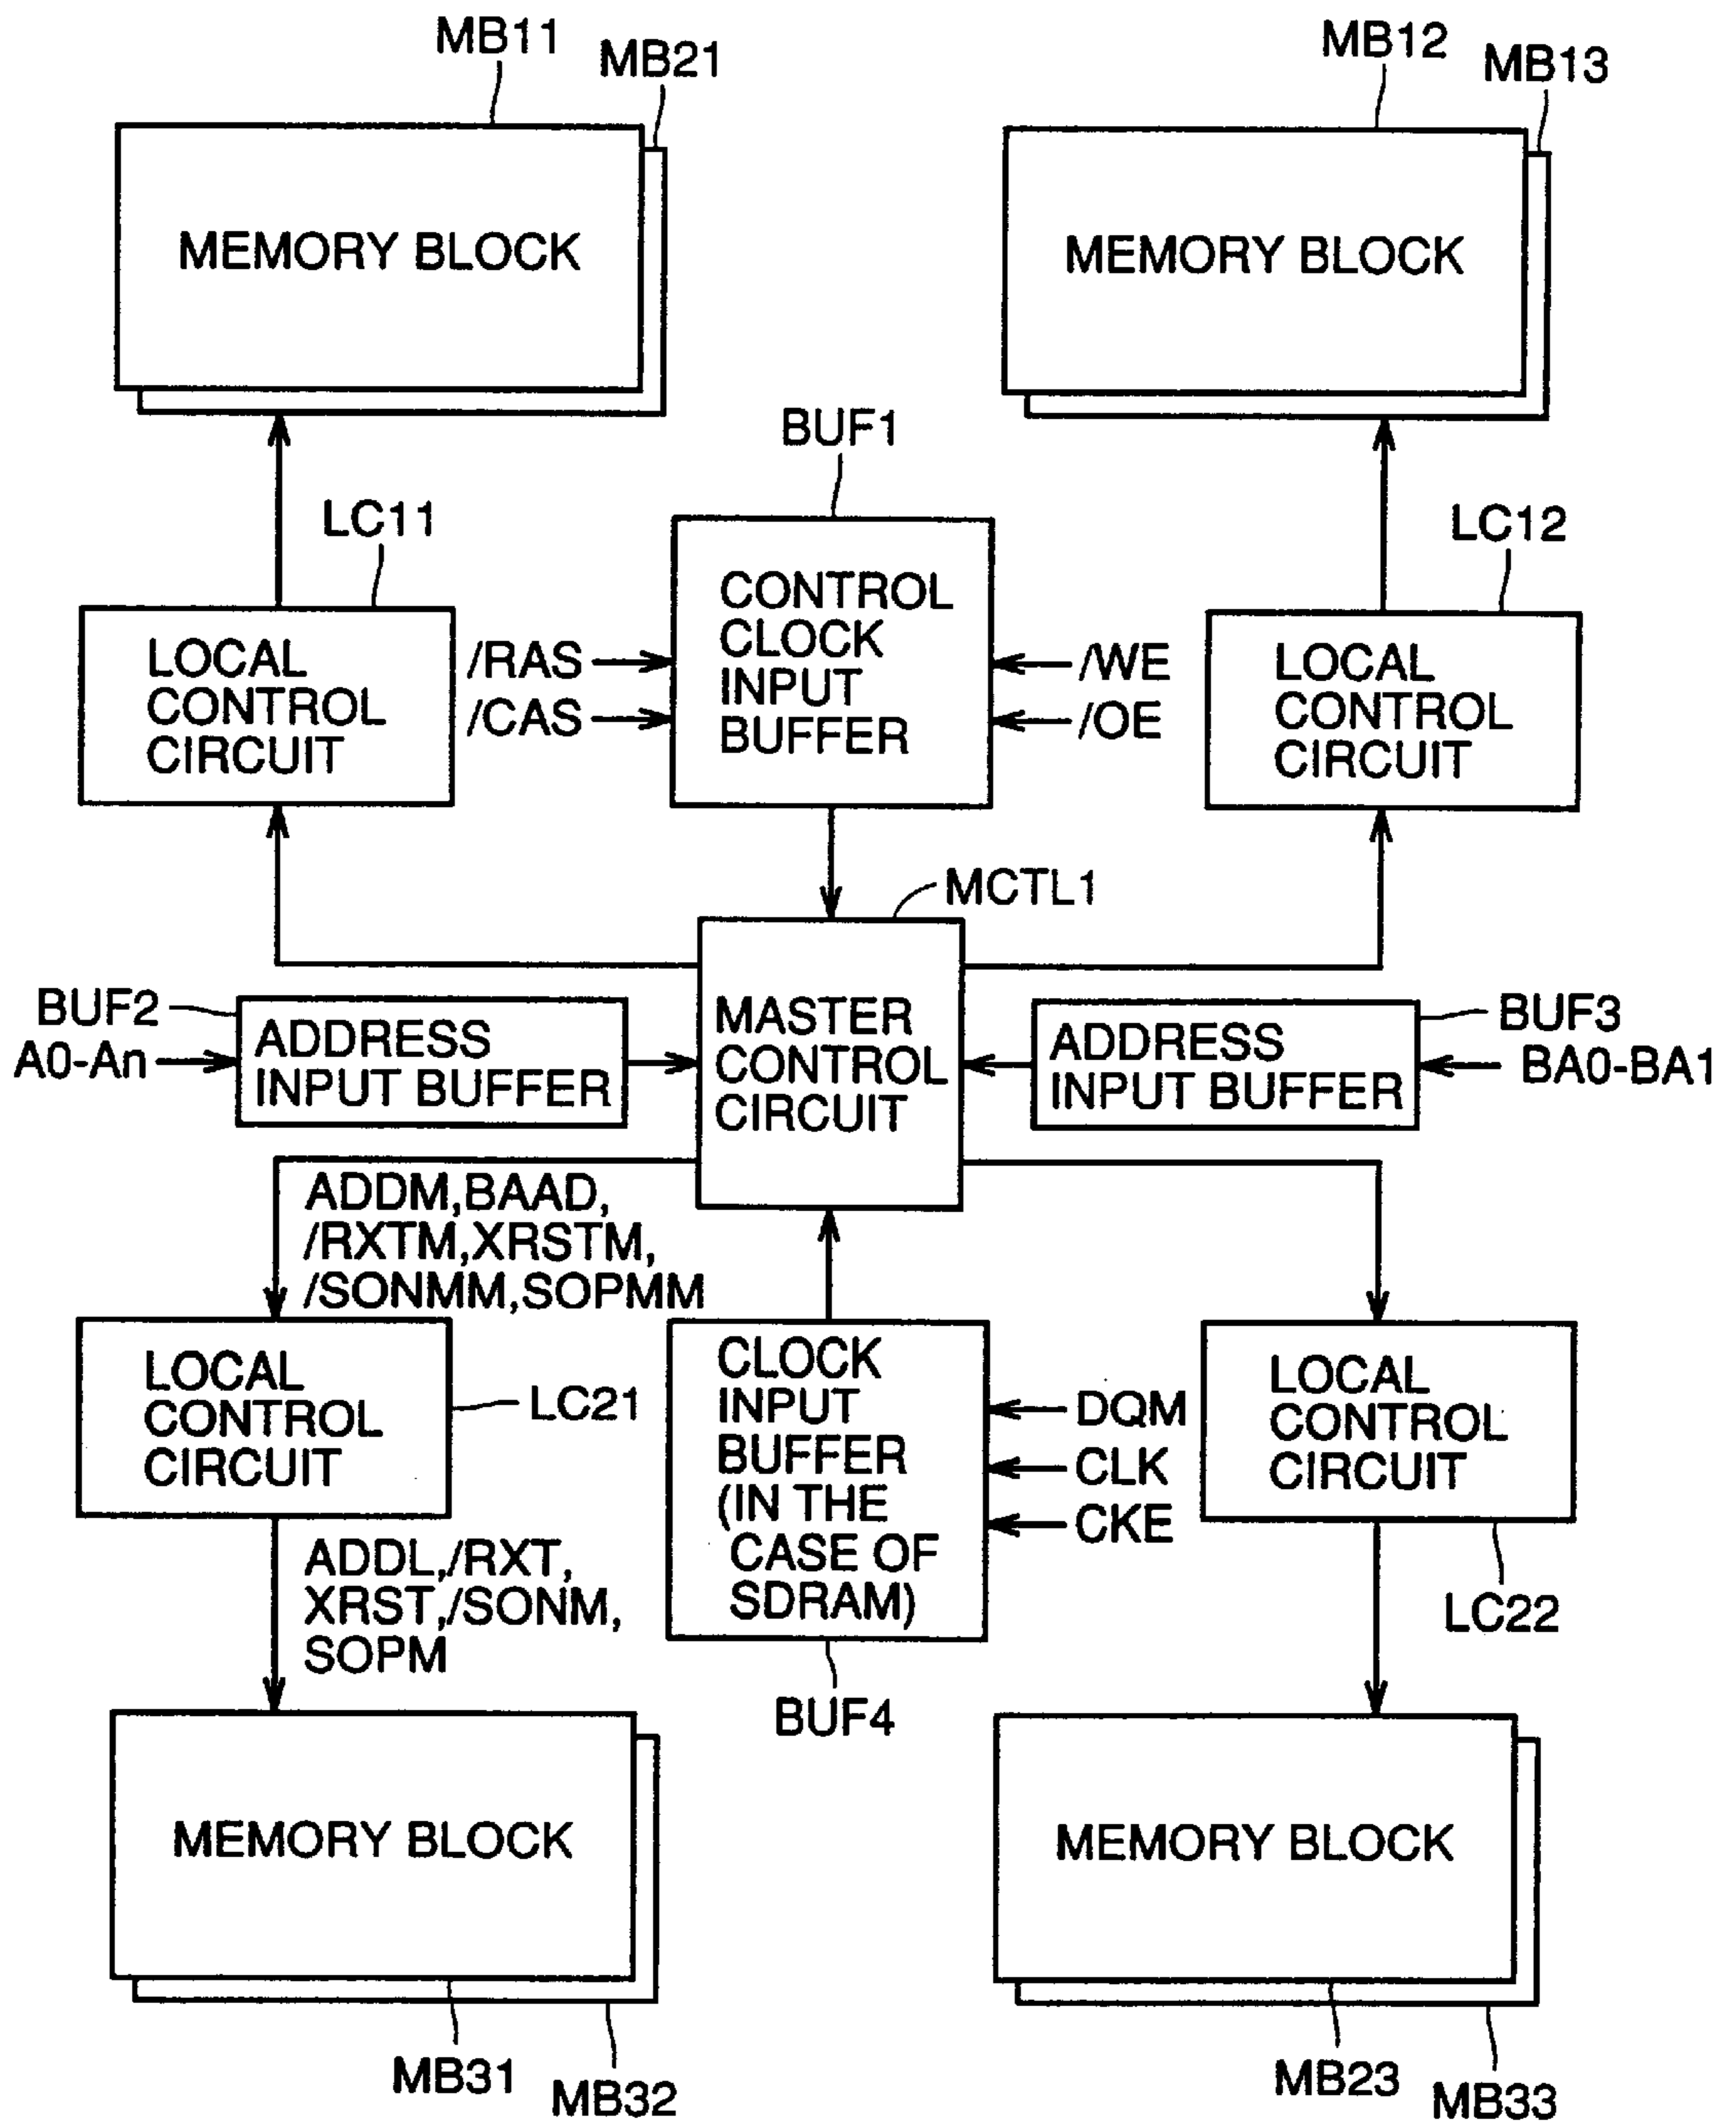 MB11
MB21
MB12
MB13
MEMORY BLOCK
MEMORY BLOCK
BUF1
LC11
LC12
CONTROL
CLOCK
INPUT
BUFFER
LOCAL
CONTROL
CIRCUIT
/RAS
/CAS
/WE
/OE
LOCAL
CONTROL
CIRCUIT
MCTL1
BUF2
A0-An
ADDRESS
INPUT BUFFER
MASTER
CONTROL
CIRCUIT
ADDRESS
INPUT BUFFER
BUF3
BA0-BA1
ADDM,BAAD,
/RXTM,XRSTM,
/SONMM,SOPMM
LOCAL
CONTROL
CIRCUIT
LC21
CLOCK
INPUT
BUFFER
(IN THE
CASE OF
SDRAM)
DQM
CLK
CKE
LOCAL
CONTROL
CIRCUIT
ADDL,/RXT,
XRST,/SONM,
SOPM
LC22
BUF4
MEMORY BLOCK
MEMORY BLOCK
MB31
MB32
MB23
MB33